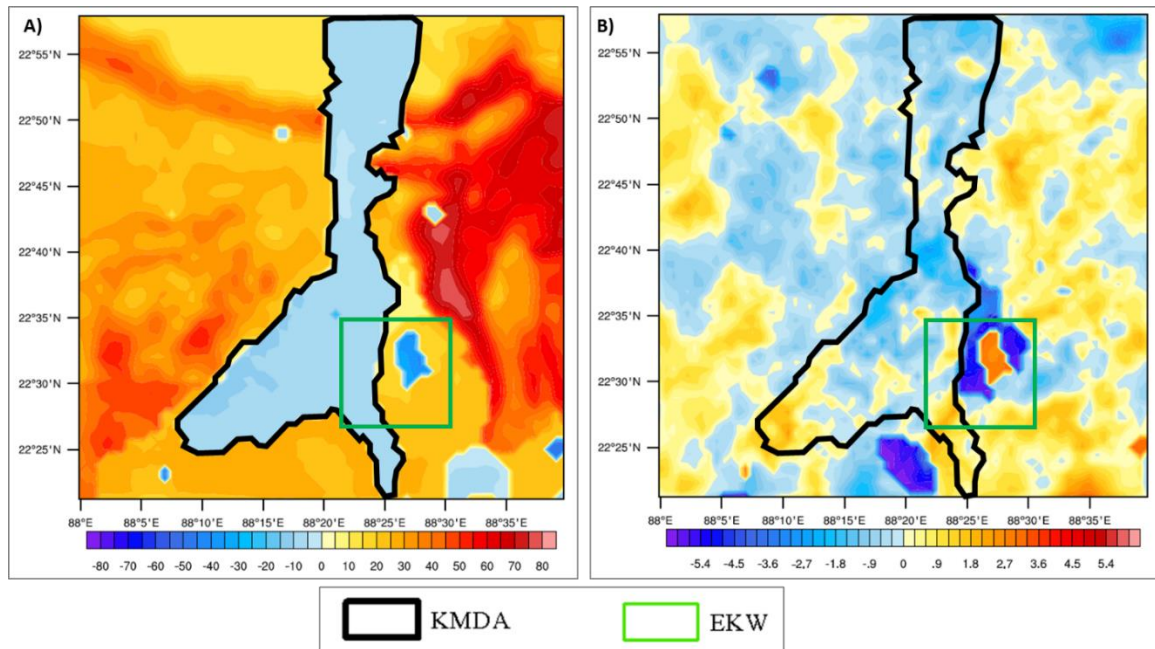 A)
22°55'N
22°50'N
22°45'N
22°40'N
22°35'N
22°30'N
22°25'N
88°E 88°5'E 88°10'E 88°15'E 88°20'E 88°25'E 88°30'E 88°35'E
-80 -70 -60 -50 -40 -30 -20 -10 0 10 20 30 40 50 60 70 80
B)
22°55'N
22°50'N
22°45'N
22°40'N
22°35'N
22°30'N
22°25'N
88°E 88°5'E 88°10'E 88°15'E 88°20'E 88°25'E 88°30'E 88°35'E
-5.4 -4.5 -3.6 -2.7 -1.8 -0.9 0 .9 1.8 2.7 3.6 4.5 5.4
KMDA EKW